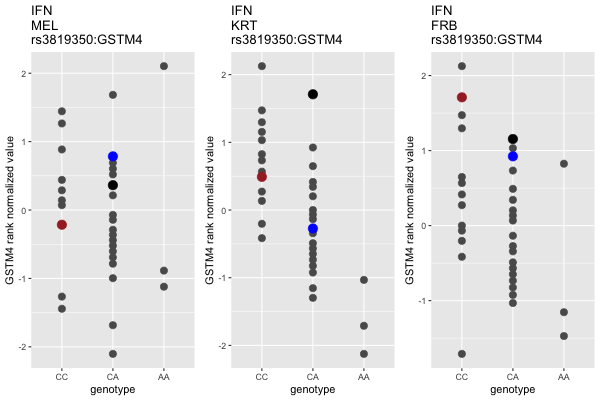 IFN
MEL
rs3819350:GSTM4
GSTM4 rank normalized value
2
1
0
-1
-2
CC
CA
AA
genotype
IFN
KRT
rs3819350:GSTM4
GSTM4 rank normalized value
2
1
0
-1
-2
CC
CA
AA
genotype
IFN
FRB
rs3819350:GSTM4
GSTM4 rank normalized value
2
1
0
-1
CC
CA
AA
genotype